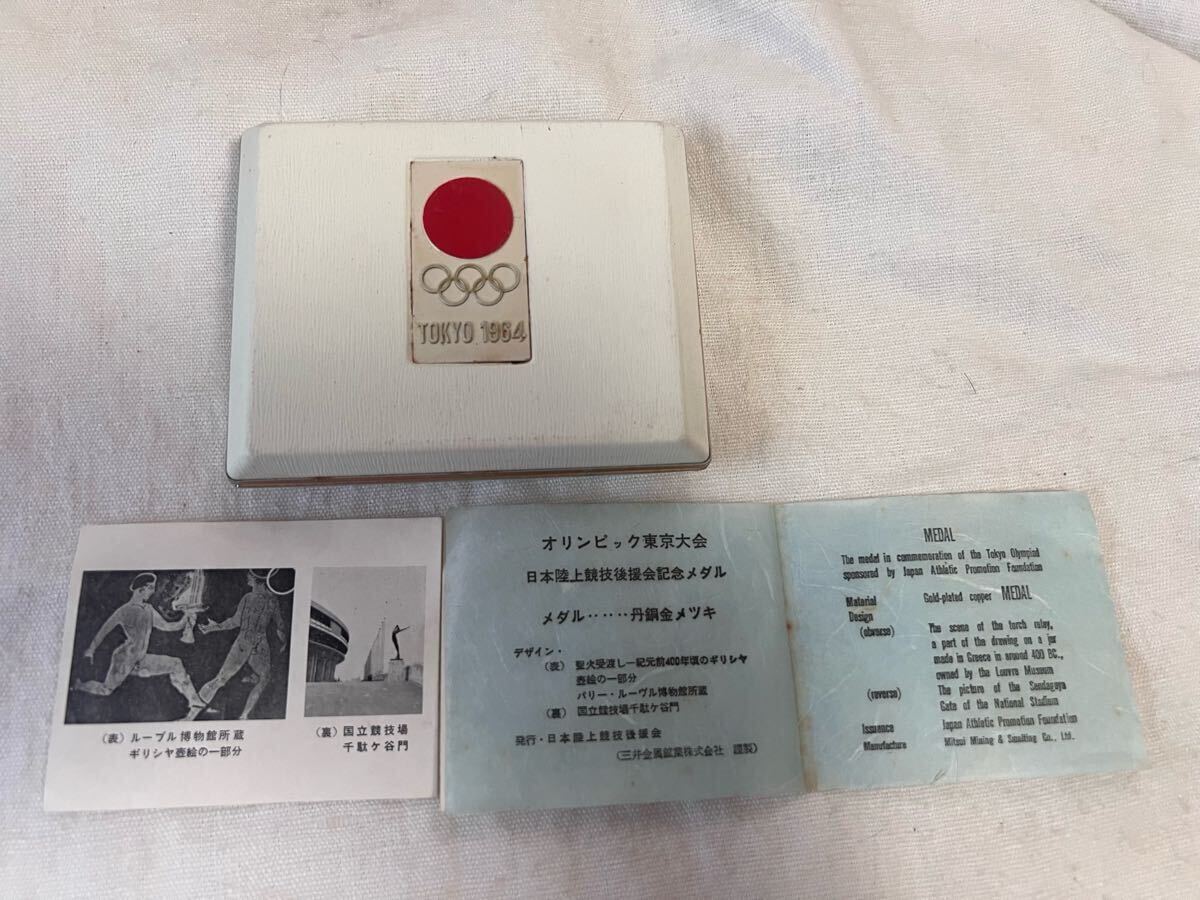 TOKYO 1964
(表) ルーブル博物館所蔵
ギリシヤ壺絵の一部分
(裏) 国立競技場
千駄ケ谷門
オリンピック東京大会
日本陸上競技後援会記念メダル
メダル・・・・・・丹銅金メツキ
デザイン・
(表) 聖火受渡し—紀元前400年頃のギリシヤ
壺絵の一部分
パリー・ルーヴル博物館所蔵
(裏) 国立競技場千駄ケ谷門
発行・日本陸上競技後援会
(三井金属鉱業株式会社 謹製)
MEDAL
The medal in commemoration of the Tokyo Olympiad
sponsored by Japan Athletic Promotion Foundation
Material Gold-plated copper MEDAL
Design
(obverse) The scene of the torch relay,
a part of the drawing on a jar
made in Greece in around 400 BC.,
owned by the Louvre Museum
(reverse) The picture of the Sendagaya
Gate of the National Stadium
Issuance Japan Athletic Promotion Foundation
Manufacture Mitsui Mining & Smelting Co., Ltd.